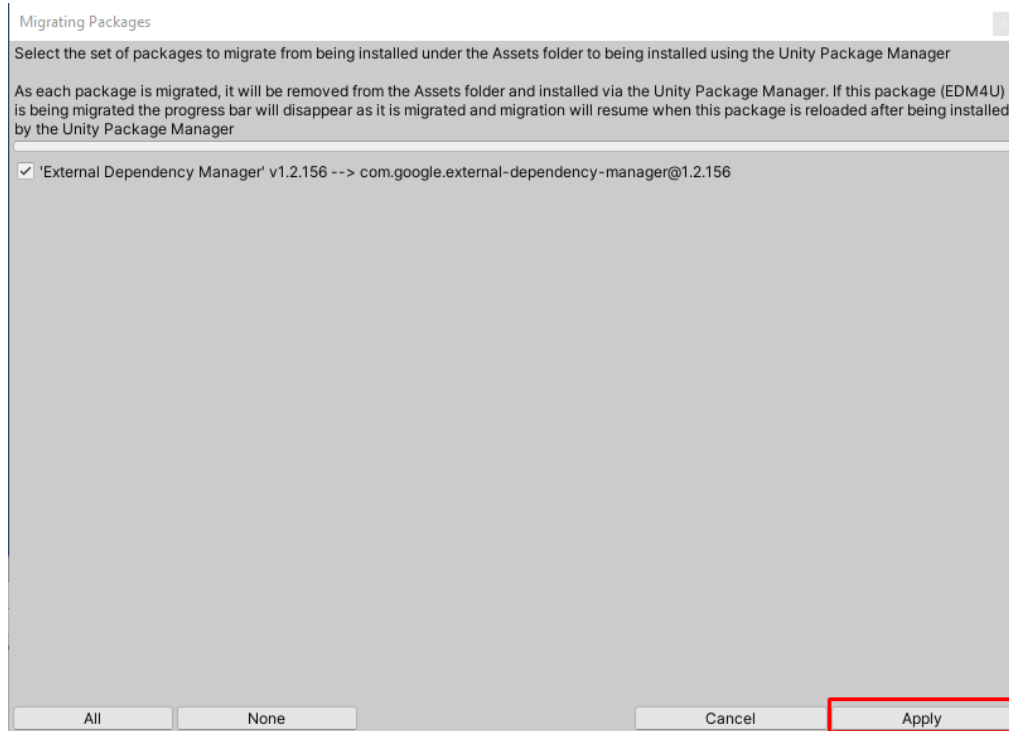 Migrating Packages
Select the set of packages to migrate from being installed under the Assets folder to being installed using the Unity Package Manager
As each package is migrated, it will be removed from the Assets folder and installed via the Unity Package Manager. If this package (EDM4U)
is being migrated the progress bar will disappear as it is migrated and migration will resume when this package is reloaded after being installed
by the Unity Package Manager
'External Dependency Manager' v1.2.156 --> com.google.external-dependency-manager@1.2.156
All None Cancel Apply